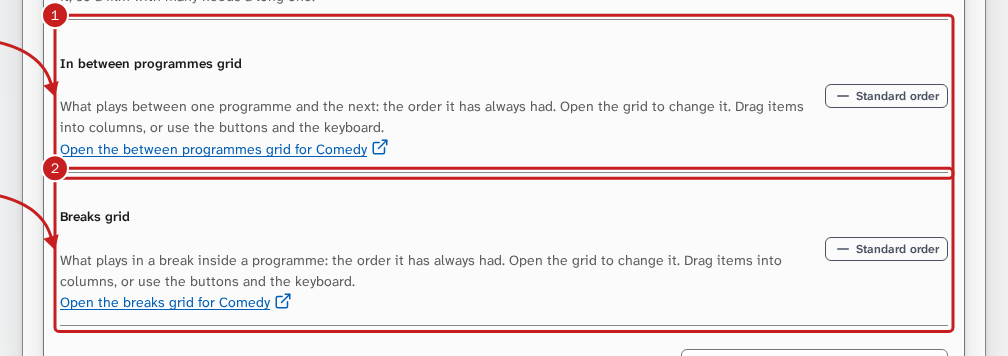 1
In between programmes grid
What plays between one programme and the next: the order it has always had. Open the grid to change it. Drag items
into columns, or use the buttons and the keyboard.
— Standard order
Open the between programmes grid for Comedy
2
Breaks grid
What plays in a break inside a programme: the order it has always had. Open the grid to change it. Drag items into
columns, or use the buttons and the keyboard.
— Standard order
Open the breaks grid for Comedy